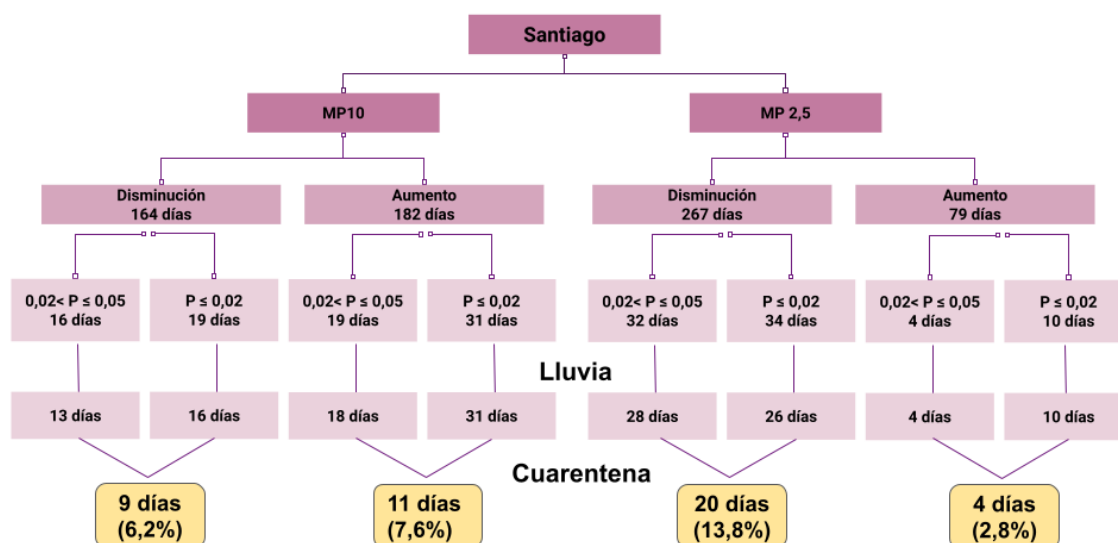 Santiago
MP10
MP 2,5
Disminución
164 días
Aumento
182 días
Disminución
267 días
Aumento
79 días
0,02< P ≤ 0,05
16 días
P ≤ 0,02
19 días
0,02< P ≤ 0,05
19 días
P ≤ 0,02
31 días
0,02< P ≤ 0,05
32 días
P ≤ 0,02
34 días
0,02< P ≤ 0,05
4 días
P ≤ 0,02
10 días
Lluvia
13 días
16 días
18 días
31 días
28 días
26 días
4 días
10 días
Cuarentena
9 días
(6,2%)
11 días
(7,6%)
20 días
(13,8%)
4 días
(2,8%)